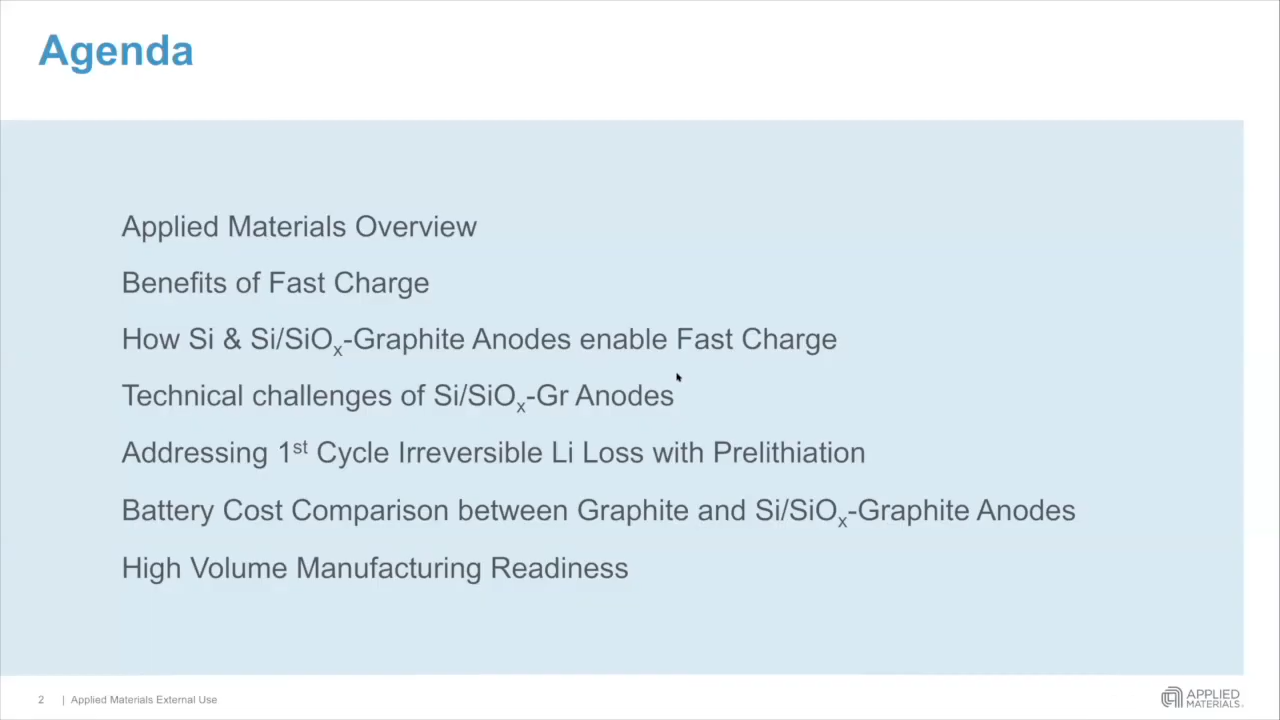 Agenda
Applied Materials Overview
Benefits of Fast Charge
How Si & Si/SiOx-Graphite Anodes enable Fast Charge
Technical challenges of Si/SiOx-Gr Anodes
Addressing 1st Cycle Irreversible Li Loss with Prelithiation
Battery Cost Comparison between Graphite and Si/SiOx-Graphite Anodes
High Volume Manufacturing Readiness
2 | Applied Materials External Use
APPLIED
MATERIALS